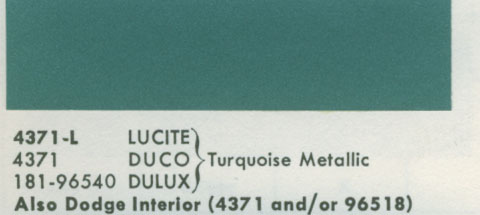 4371-L LUCITE
4371 DUCO } Turquoise Metallic
181-96540 DULUX
Also Dodge Interior (4371 and/or 96518)